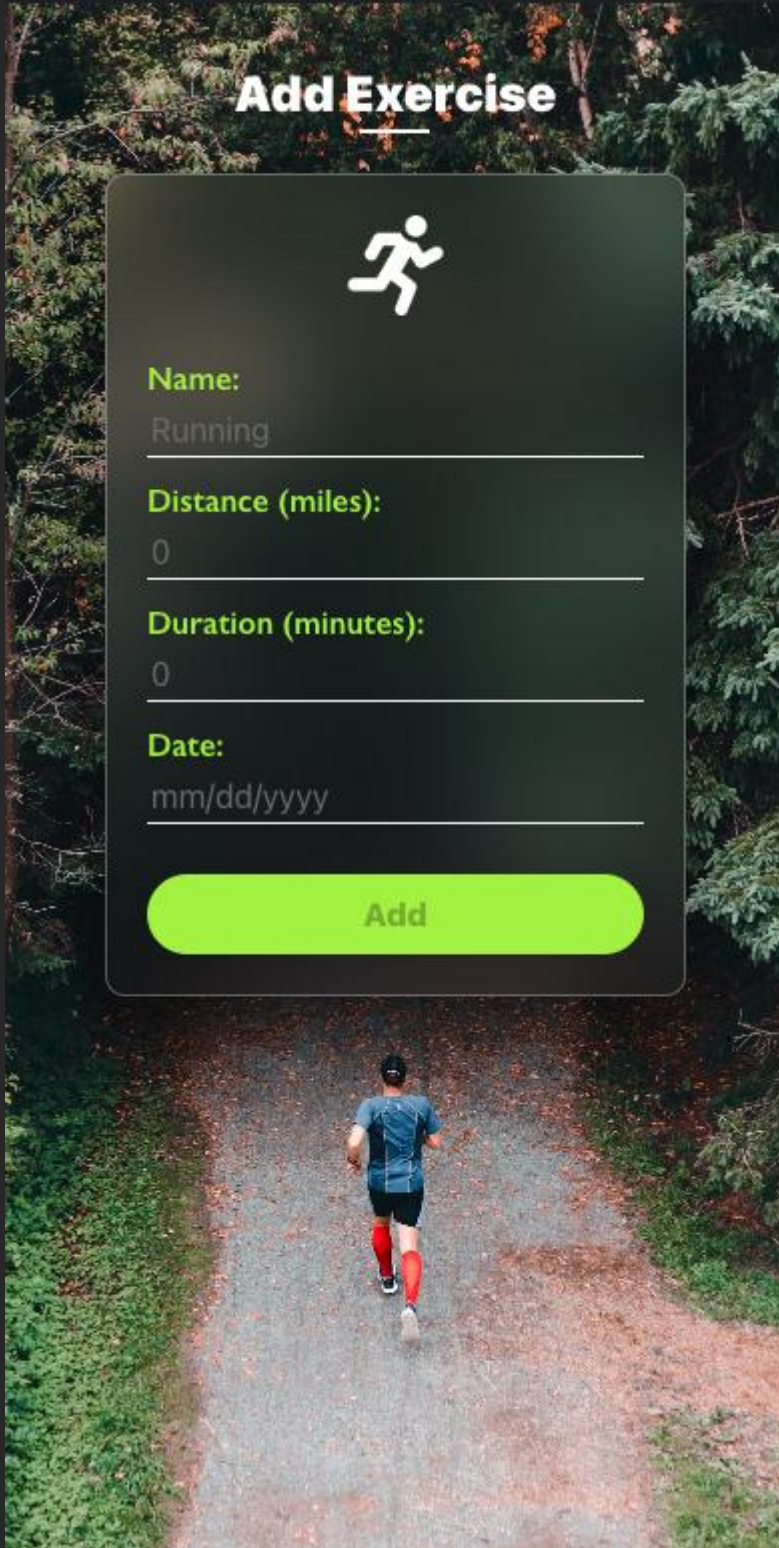 Add Exercise
Name:
Running
Distance (miles):
0
Duration (minutes):
0
Date:
mm/dd/yyyy
Add